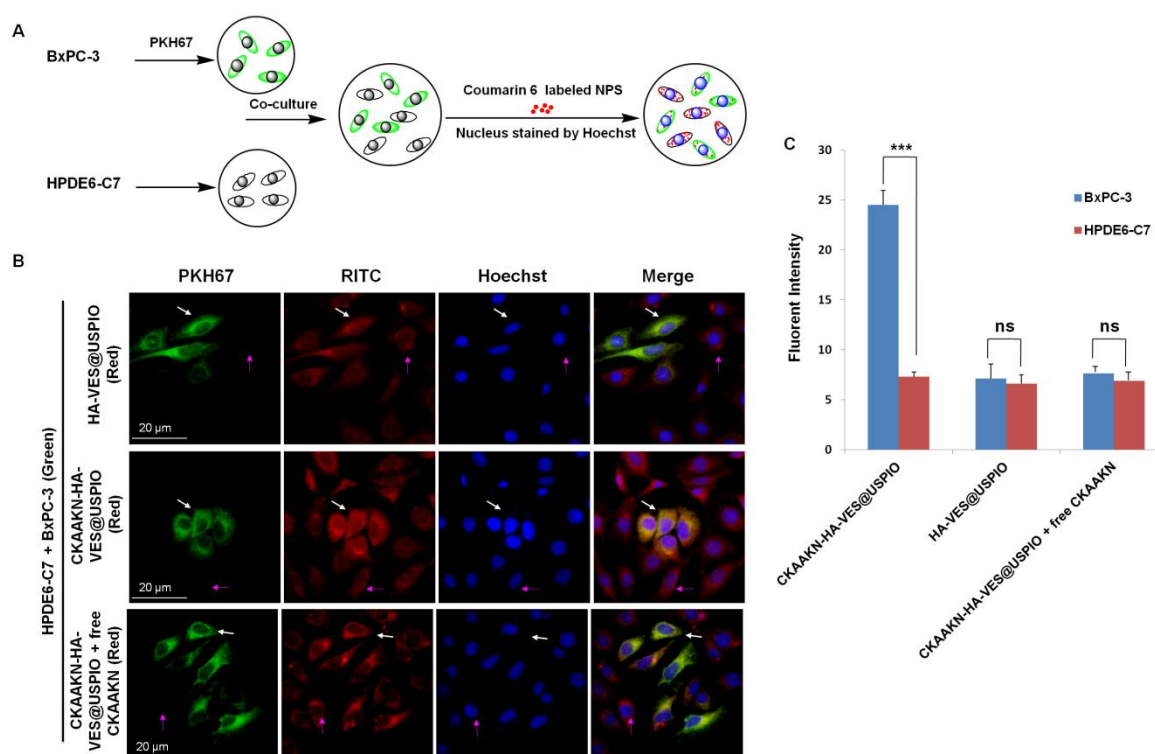 A
BxPC-3
PKH67
Co-culture
HPDE6-C7
Coumarin 6 labeled NPS
Nucleus stained by Hoechst
B
PKH67
RITC
Hoechst
Merge
HPDE6-C7 + BxPC-3 (Green)
HA-VES@USPIO
(Red)
20 μm
CKAAKN-HA-
VES@USPIO
(Red)
20 μm
CKAAKN-HA-
VES@USPIO + free
CKAAKN (Red)
20 μm
C
Fluorent Intensity
30
25
20
15
10
5
0
***
ns
ns
BxPC-3
HPDE6-C7
CKAAKN-HA-VES@USPIO
HA-VES@USPIO
CKAAKN-HA-VES@USPIO + free CKAAKN